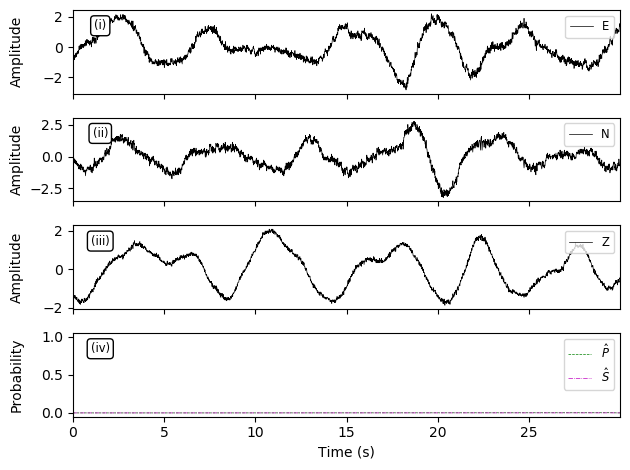 2
0
−2
Amplitude
(i)
E
2.5
0.0
−2.5
Amplitude
(ii)
N
2
0
−2
Amplitude
(iii)
Z
1.0
0.5
0.0
Probability
(iv)
P̂
Ŝ
0 5 10 15 20 25
Time (s)